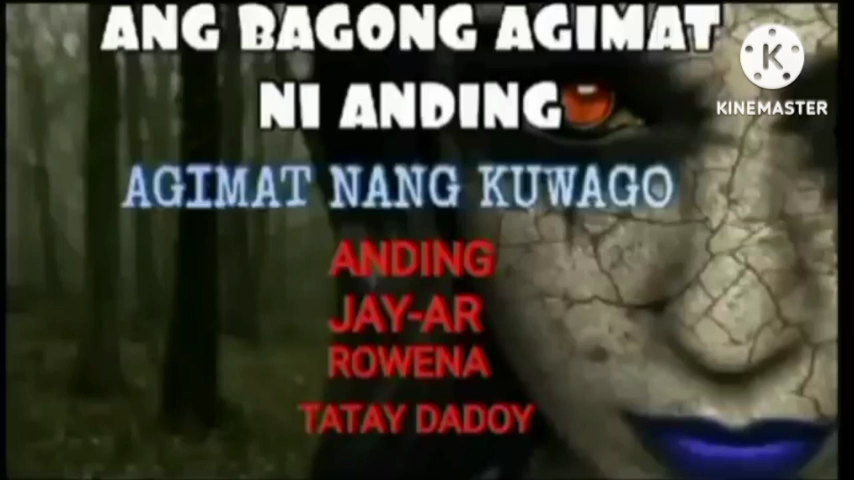 ANG BAGONG AGIMAT
NI ANDING
AGIMAT NANG KUWAGO
ANDING
JAY-AR
ROWENA
TATAY DADOY
K
KINEMASTER